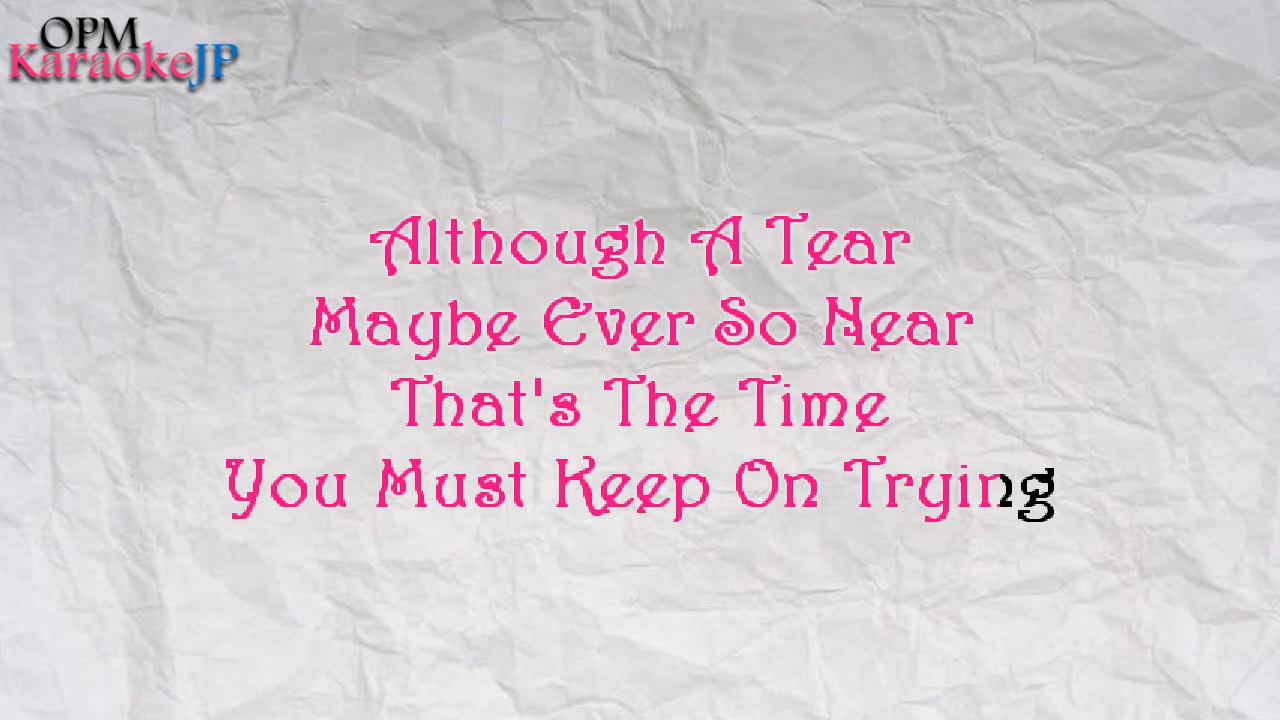 OPM
KaraokeJP
Although A Tear
Maybe Ever So Near
That's The Time
You Must Keep On Trying